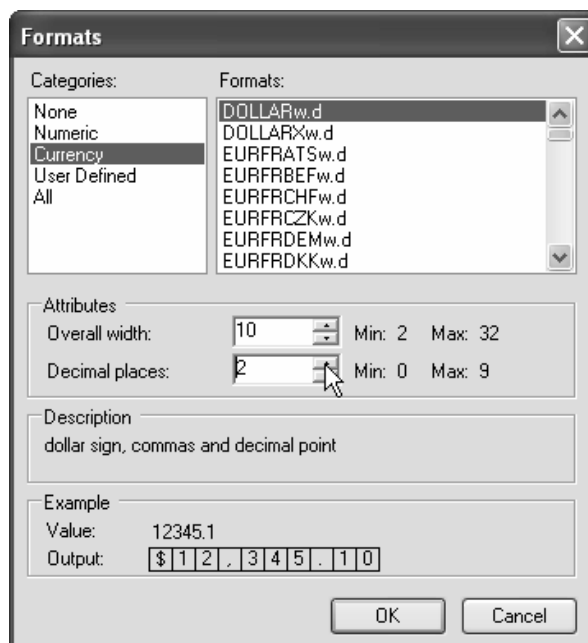 Formats
Categories:
Formats:
None
Numeric
Currency
User Defined
All
DOLLARw.d
DOLLARXw.d
EURFRATSw.d
EURFRBEFw.d
EURFRCHFw.d
EURFRCZKw.d
EURFRDEMw.d
EURFRDKKw.d
Attributes
Overall width: 10 Min: 2 Max: 32
Decimal places: 2 Min: 0 Max: 9
Description
dollar sign, commas and decimal point
Example
Value: 12345.1
Output: $12,345.10
OK Cancel